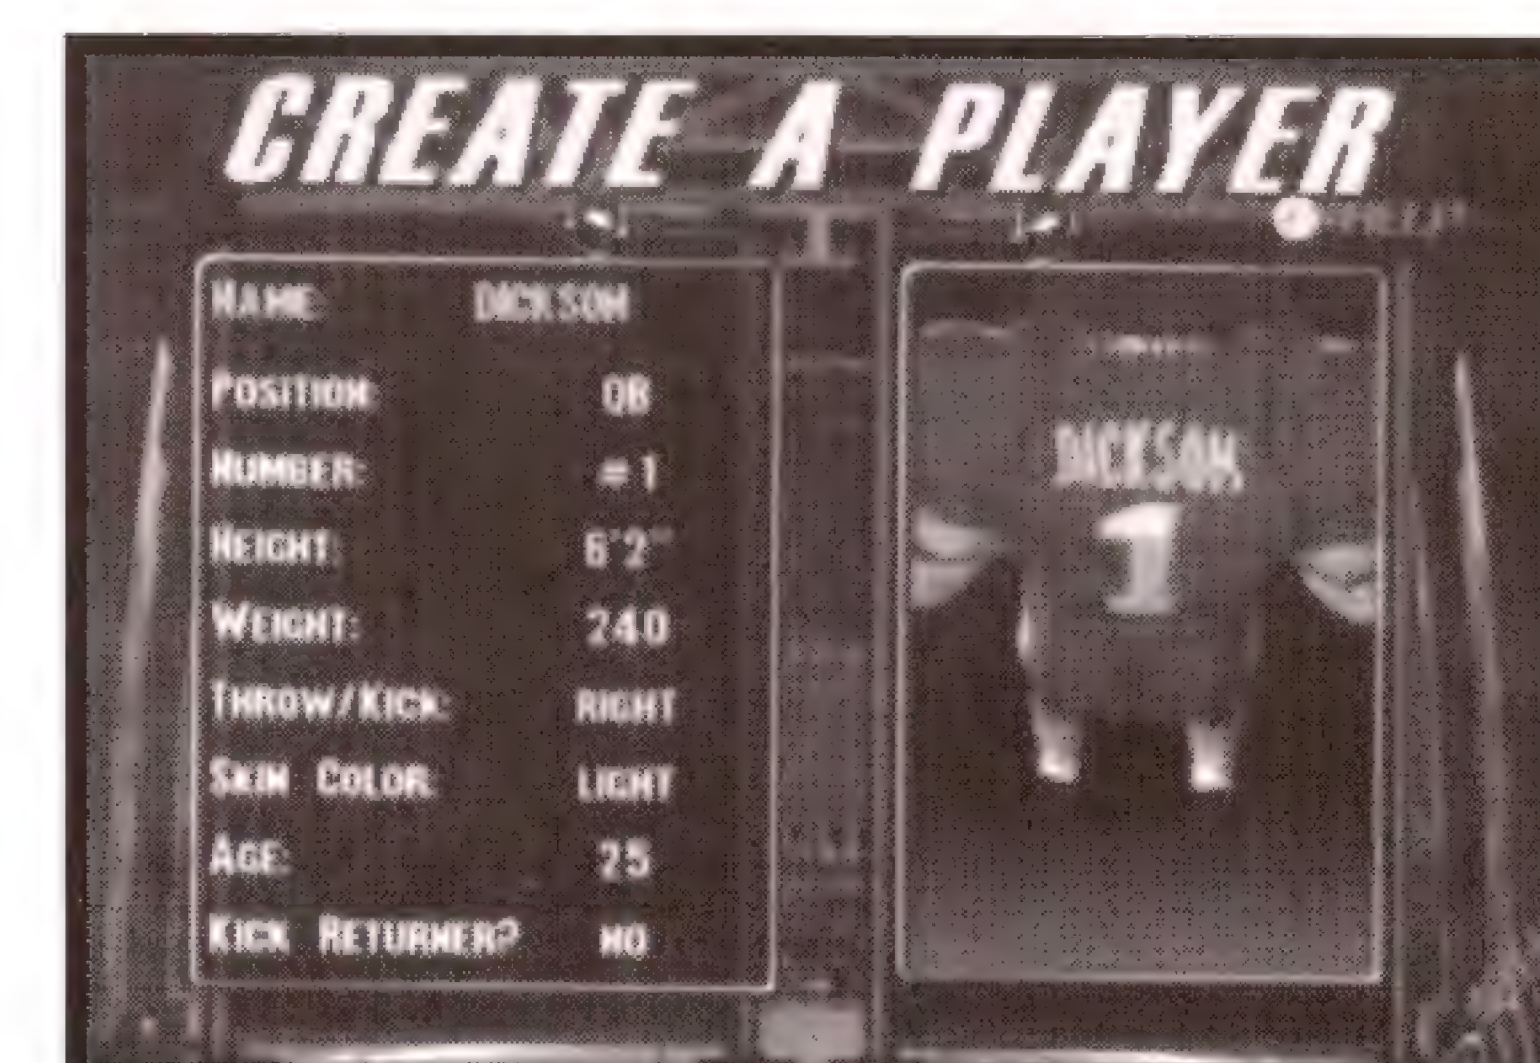 CREATE A PLAYER
NAME: DICKSON
POSITION: QB
NUMBER: #1
HEIGHT: 6'2"
WEIGHT: 240
THROW/KICK: RIGHT
SKIN COLOR: LIGHT
AGE: 25
KICK RETURNER? NO
DICKSON
1